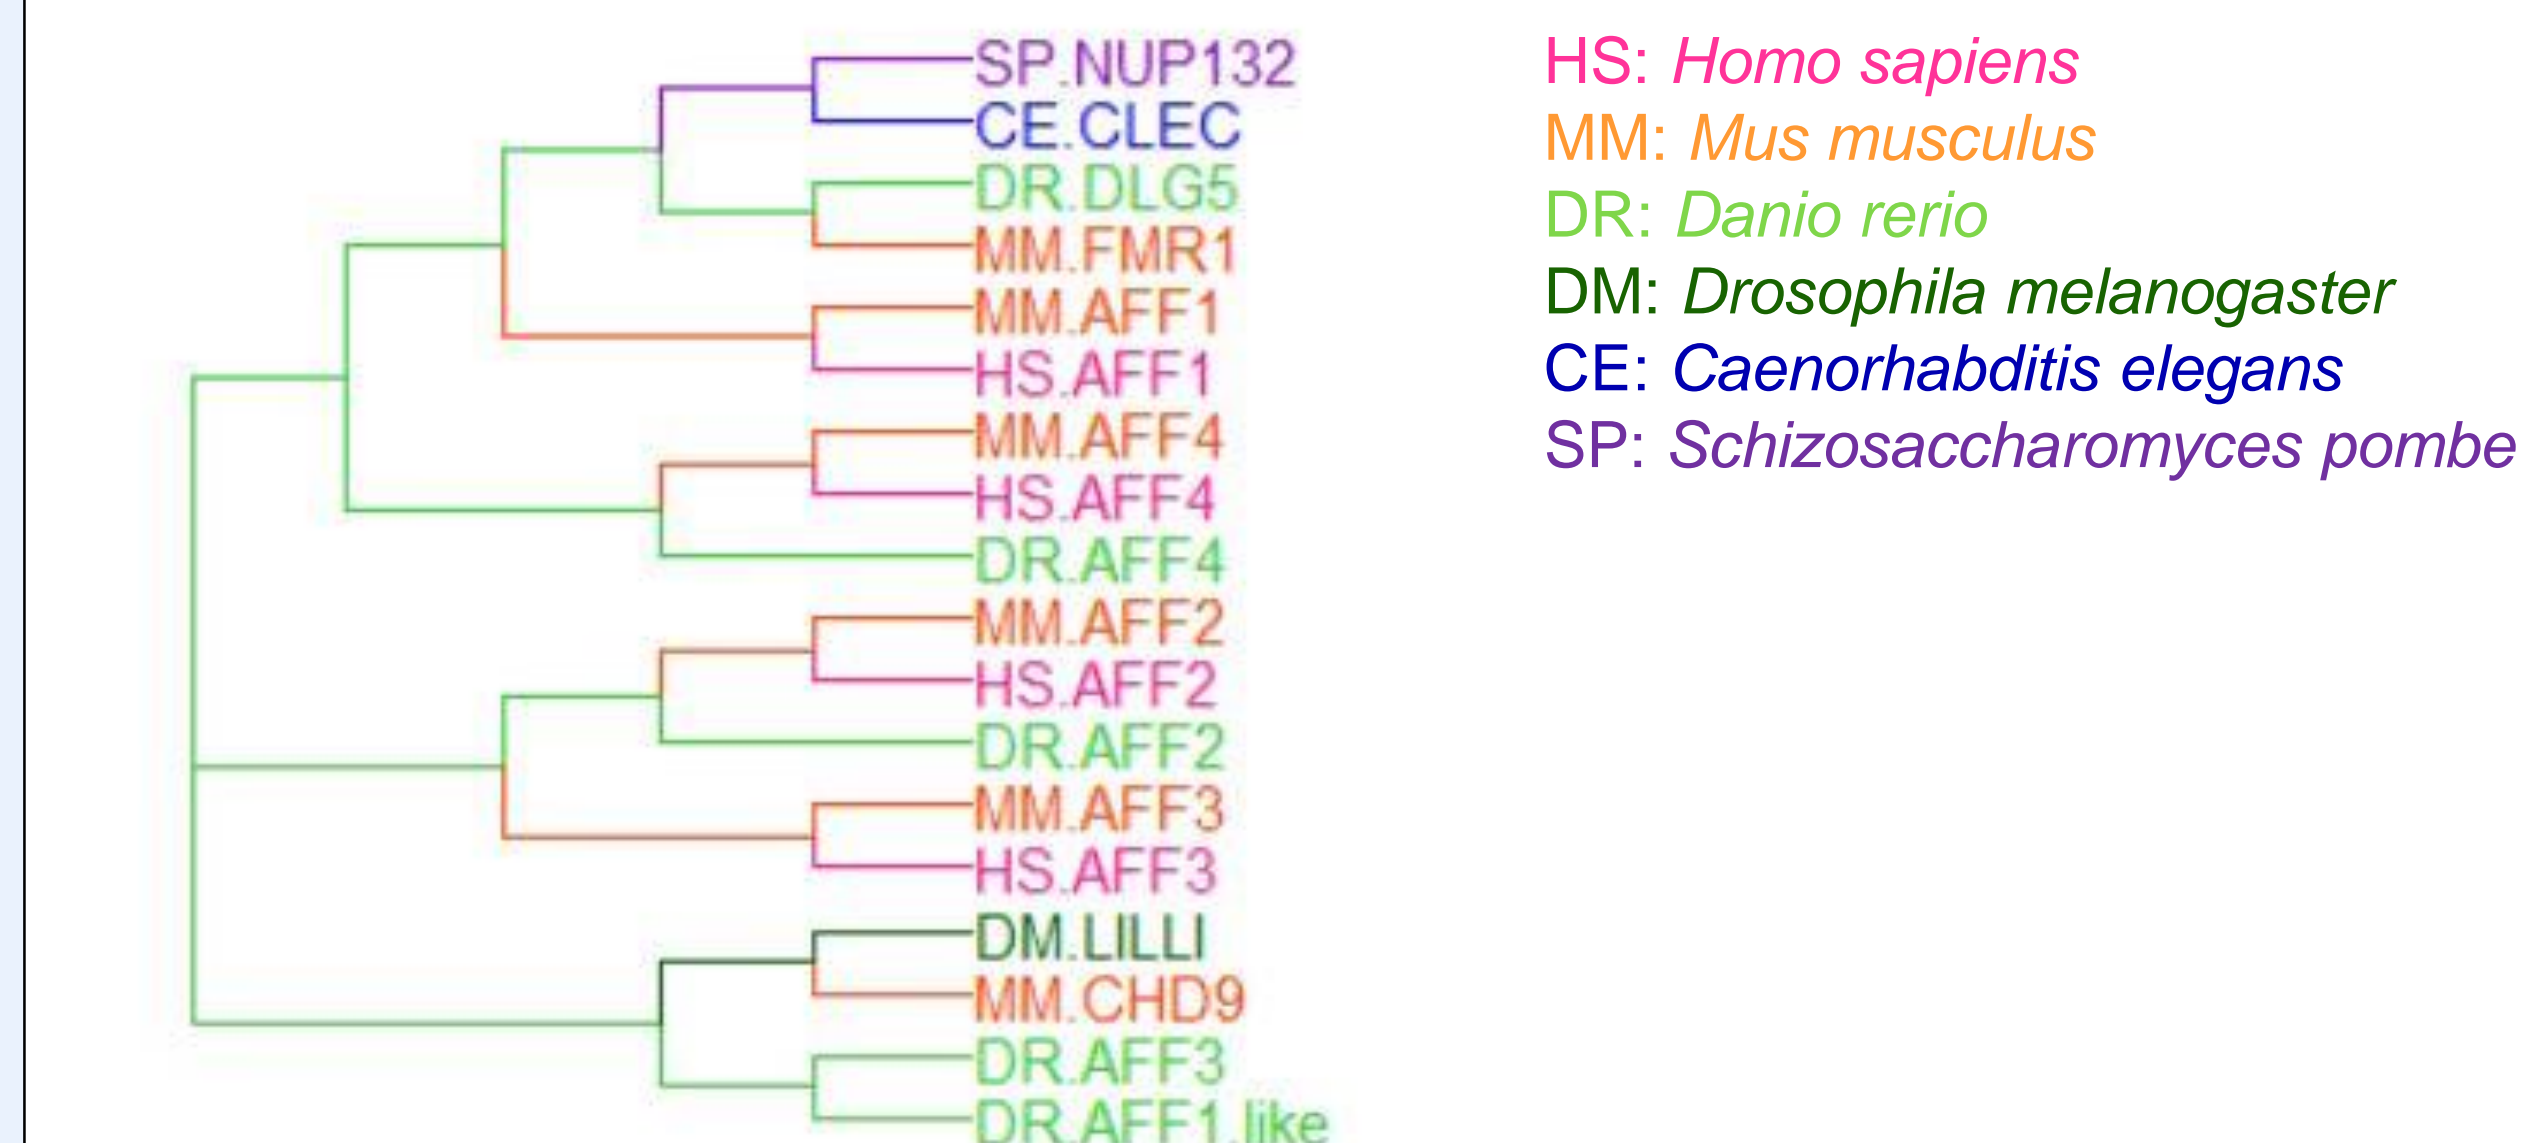 SP.NUP132
CE.CLEC
DR.DLG5
MM.FMR1
MM.AFF1
HS.AFF1
MM.AFF4
HS.AFF4
DR.AFF4
MM.AFF2
HS.AFF2
DR.AFF2
MM.AFF3
HS.AFF3
DM.LILLI
MM.CHD9
DR.AFF3
DR.AFF1.like
HS: Homo sapiens
MM: Mus musculus
DR: Danio rerio
DM: Drosophila melanogaster
CE: Caenorhabditis elegans
SP: Schizosaccharomyces pombe